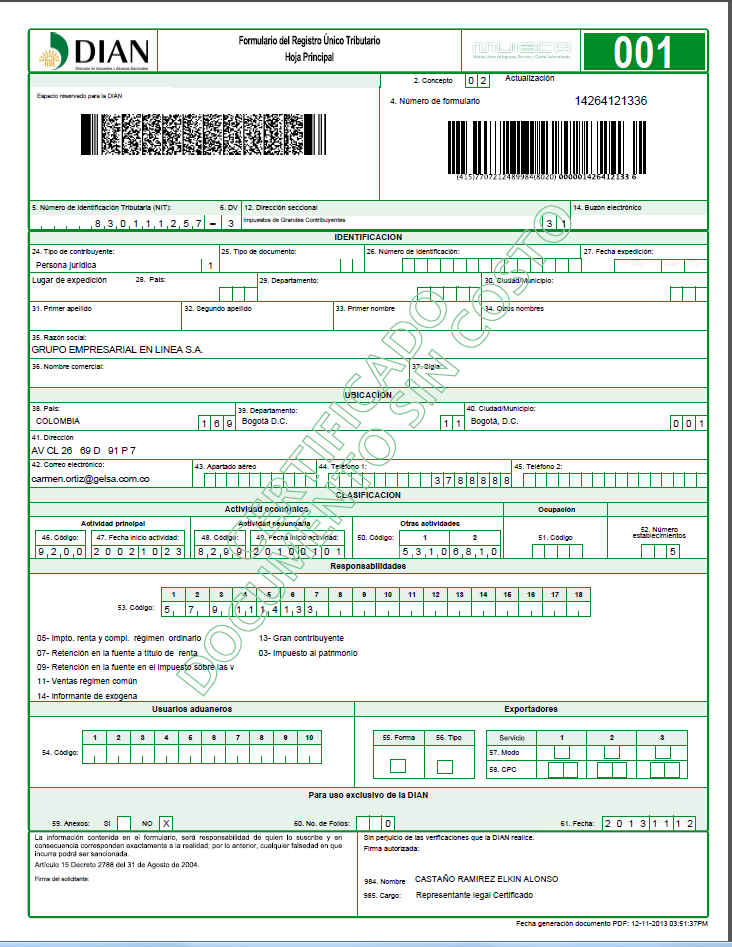 DIAN
Dirección de Impuestos y Aduanas Nacionales
Formulario del Registro Único Tributario
Hoja Principal
MUISCA
001
Espacio reservado para la DIAN
2. Concepto 0 2 Actualización
4. Número de formulario 14264121336
(415)7707212489984(8020) 000001426412133 6
5. Número de Identificación Tributaria (NIT): 6. DV 12. Dirección seccional 14. Buzón electrónico
8 3 0 1 1 1 2 5 7 - 3 Impuestos de Grandes Contribuyentes 3 1
IDENTIFICACION
24. Tipo de contribuyente: 25. Tipo de documento: 26. Número de Identificación: 27. Fecha expedición:
Persona jurídica 1
Lugar de expedición 28. País: 29. Departamento: 30. Ciudad/Municipio:
31. Primer apellido 32. Segundo apellido 33. Primer nombre 34. Otros nombres
35. Razón social:
GRUPO EMPRESARIAL EN LINEA S.A.
36. Nombre comercial: 37. Sigla:
UBICACIÓN
38. País: 39. Departamento: 40. Ciudad/Municipio:
COLOMBIA 1 6 9 Bogotá D.C. 1 1 Bogotá, D.C. 0 0 1
41. Dirección
AV CL 26 69 D 91 P 7
42. Correo electrónico: 43. Apartado aéreo 44. Teléfono 1: 45. Teléfono 2:
carmen.ortiz@gelsa.com.co 3 7 8 8 8 8 8
CLASIFICACION
Actividad económica Ocupación
Actividad principal Actividad secundaria Otras actividades 52. Número establecimientos
46. Código: 47. Fecha inicio actividad: 48. Código: 49. Fecha inicio actividad: 50. Código: 1 2 51. Código
9 2 0 0 2 0 0 2 1 0 2 3 8 2 9 9 2 0 1 0 0 1 0 1 5 3 1 0 6 8 1 0 5
Responsabilidades
1 2 3 4 5 6 7 8 9 10 11 12 13 14 15 16 17 18
53. Código: 5 7 9 1 1 1 4 1 3 3
05- Impto. renta y compl. régimen ordinario 13- Gran contribuyente
07- Retención en la fuente a título de renta 03- Impuesto al patrimonio
09- Retención en la fuente en el impuesto sobre las v
11- Ventas régimen común
14- Informante de exogena
CERTIFICADO
DOCUMENTO SIN COSTO
Usuarios aduaneros Exportadores
1 2 3 4 5 6 7 8 9 10 55. Forma 56. Tipo Servicio 1 2 3
54. Código: 57. Modo
58. CPC
Para uso exclusivo de la DIAN
59. Anexos: SI NO X 60. No. de Folios: 0 61. Fecha: 2 0 1 3 1 1 1 2
La información contenida en el formulario, será responsabilidad de quien lo suscribe y en
consecuencia corresponden exactamente a la realidad; por lo anterior, cualquier falsedad en que
incurra podrá ser sancionada.
Artículo 15 Decreto 2788 del 31 de Agosto de 2004.
Firma del solicitante:
Sin perjuicio de las verificaciones que la DIAN realice.
Firma autorizada:
984. Nombre CASTAÑO RAMIREZ ELKIN ALONSO
985. Cargo: Representante legal Certificado
Fecha generación documento PDF: 12-11-2013 03:51:37PM